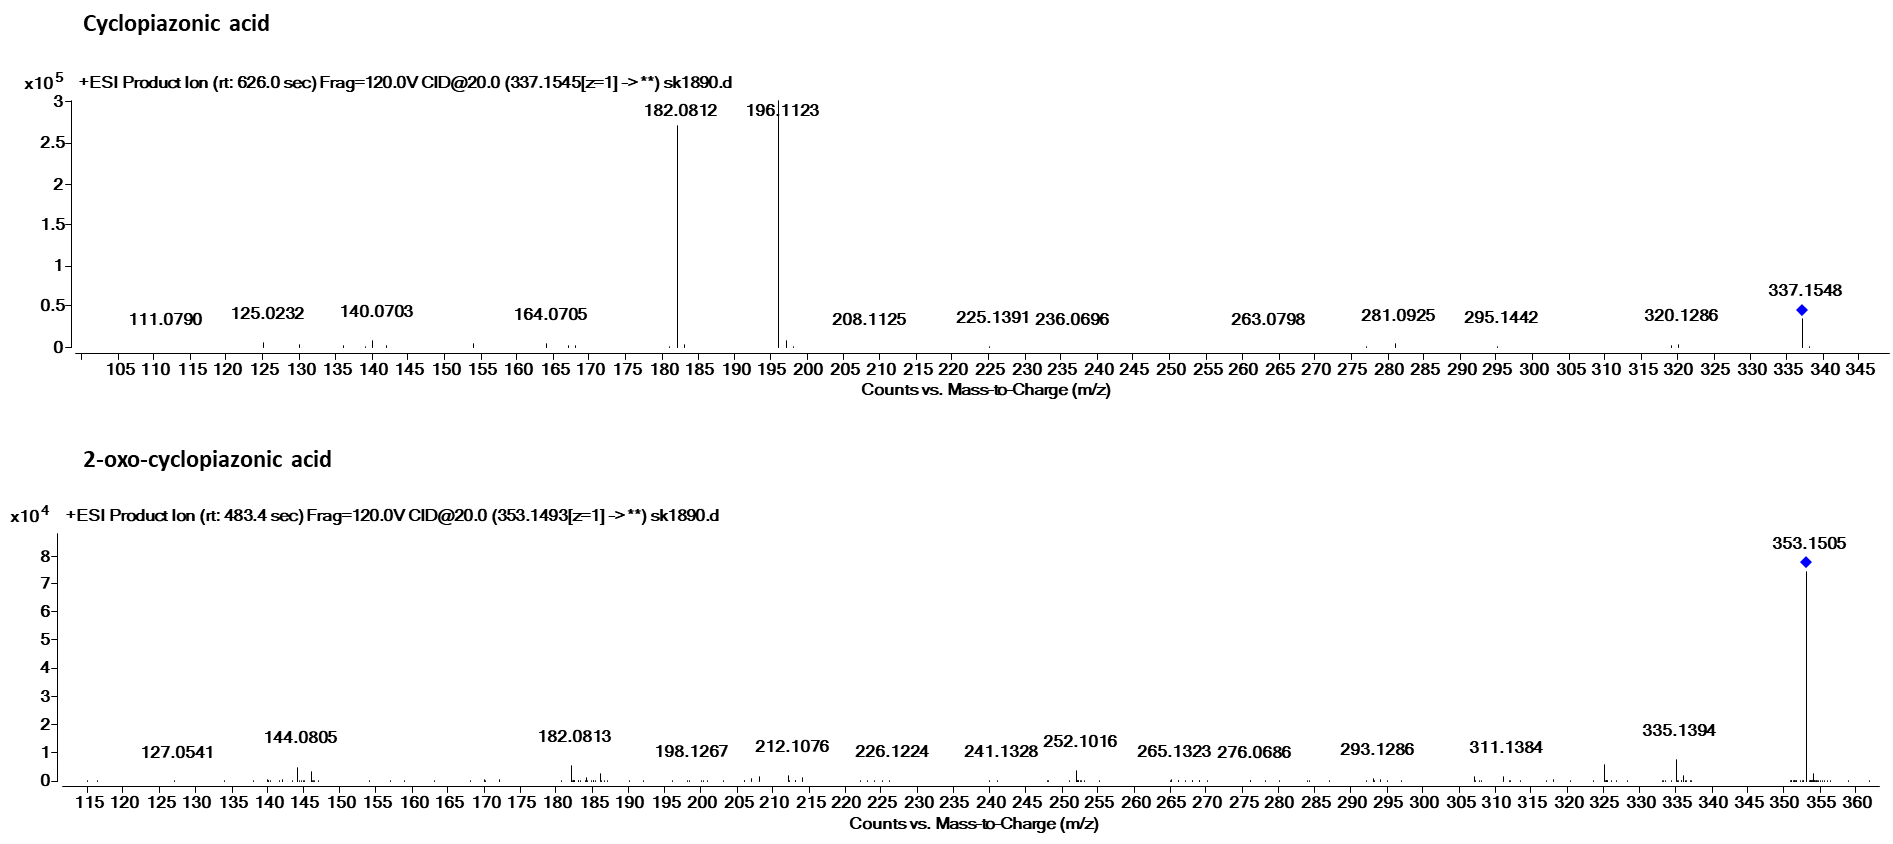 Cyclopiazonic acid
x10 5 +ESI Product Ion (rt: 626.0 sec) Frag=120.0V CID@20.0 (337.1545[z=1] -> **) sk1890.d
3
182.0812 196.1123
2.5
2
1.5
1
0.5
111.0790 125.0232 140.0703 164.0705 208.1125 225.1391 236.0696 263.0798 281.0925 295.1442 320.1286 337.1548
0
105 110 115 120 125 130 135 140 145 150 155 160 165 170 175 180 185 190 195 200 205 210 215 220 225 230 235 240 245 250 255 260 265 270 275 280 285 290 295 300 305 310 315 320 325 330 335 340 345
Counts vs. Mass-to-Charge (m/z)
2-oxo-cyclopiazonic acid
x10 4 +ESI Product Ion (rt: 483.4 sec) Frag=120.0V CID@20.0 (353.1493[z=1] -> **) sk1890.d
353.1505
8
7
6
5
4
3
2
1
127.0541 144.0805 182.0813 198.1267 212.1076 226.1224 241.1328 252.1016 265.1323 276.0686 293.1286 311.1384 335.1394
0
115 120 125 130 135 140 145 150 155 160 165 170 175 180 185 190 195 200 205 210 215 220 225 230 235 240 245 250 255 260 265 270 275 280 285 290 295 300 305 310 315 320 325 330 335 340 345 350 355 360
Counts vs. Mass-to-Charge (m/z)